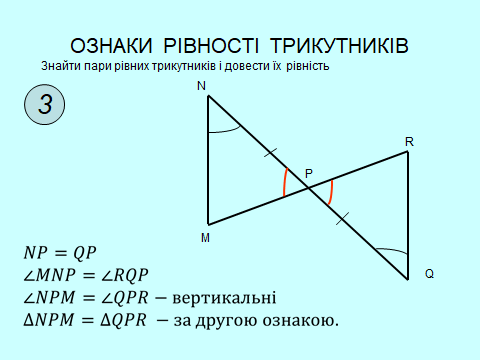 ОЗНАКИ РІВНОСТІ ТРИКУТНИКІВ
Знайти пари рівних трикутників і довести їх рівність
3
N
R
P
M
Q
NP = QP
∠MNP = ∠RQP
∠NPM = ∠QPR − вертикальні
ΔNPM = ΔQPR − за другою ознакою.